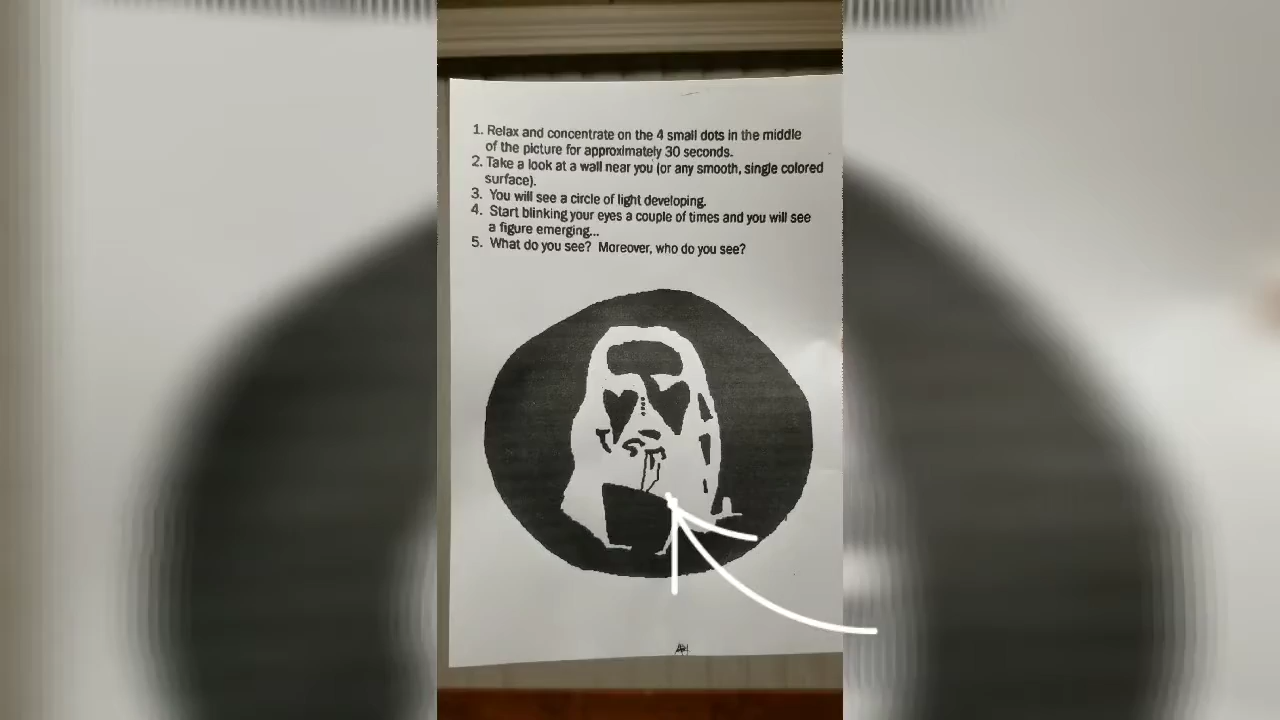 1. Relax and concentrate on the 4 small dots in the middle
of the picture for approximately 30 seconds.
2. Take a look at a wall near you (or any smooth, single colored
surface).
3. You will see a circle of light developing.
4. Start blinking your eyes a couple of times and you will see
a figure emerging...
5. What do you see? Moreover, who do you see?